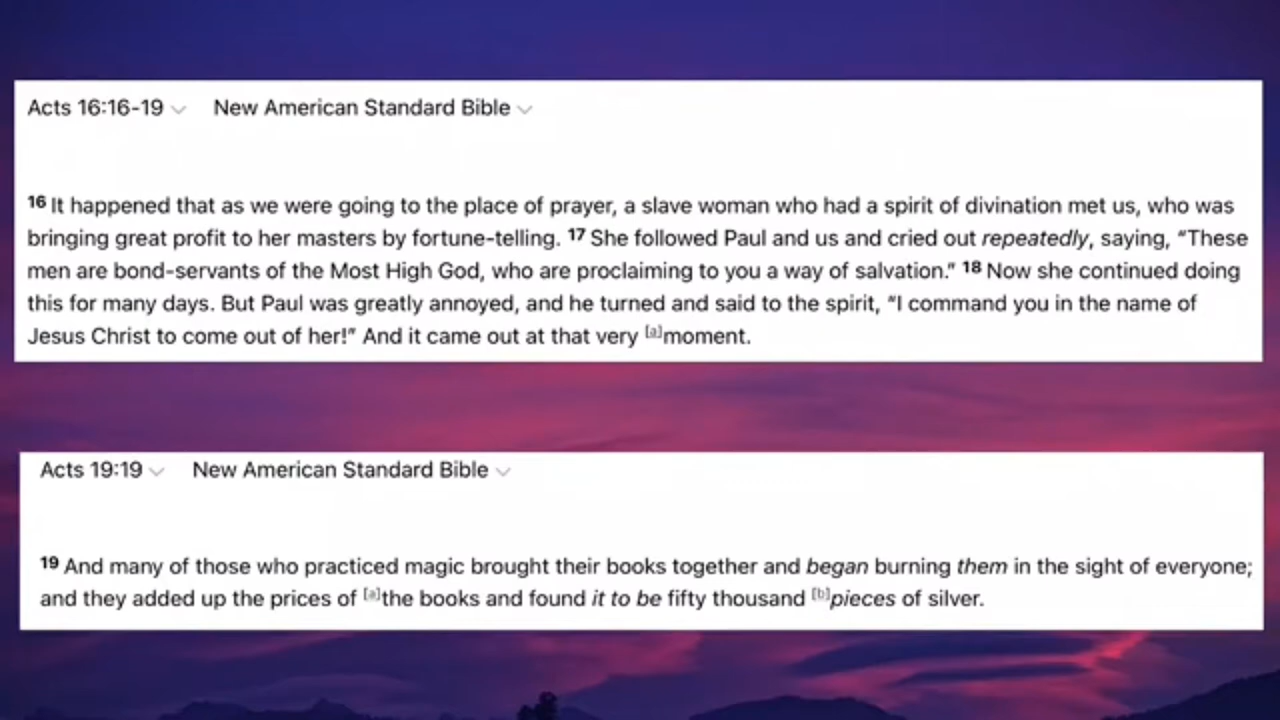 Acts 16:16-19 New American Standard Bible
16 It happened that as we were going to the place of prayer, a slave woman who had a spirit of divination met us, who was
bringing great profit to her masters by fortune-telling. 17 She followed Paul and us and cried out repeatedly, saying, “These
men are bond-servants of the Most High God, who are proclaiming to you a way of salvation.” 18 Now she continued doing
this for many days. But Paul was greatly annoyed, and he turned and said to the spirit, “I command you in the name of
Jesus Christ to come out of her!” And it came out at that very [a]moment.
Acts 19:19 New American Standard Bible
19 And many of those who practiced magic brought their books together and began burning them in the sight of everyone;
and they added up the prices of [a]the books and found it to be fifty thousand [b]pieces of silver.